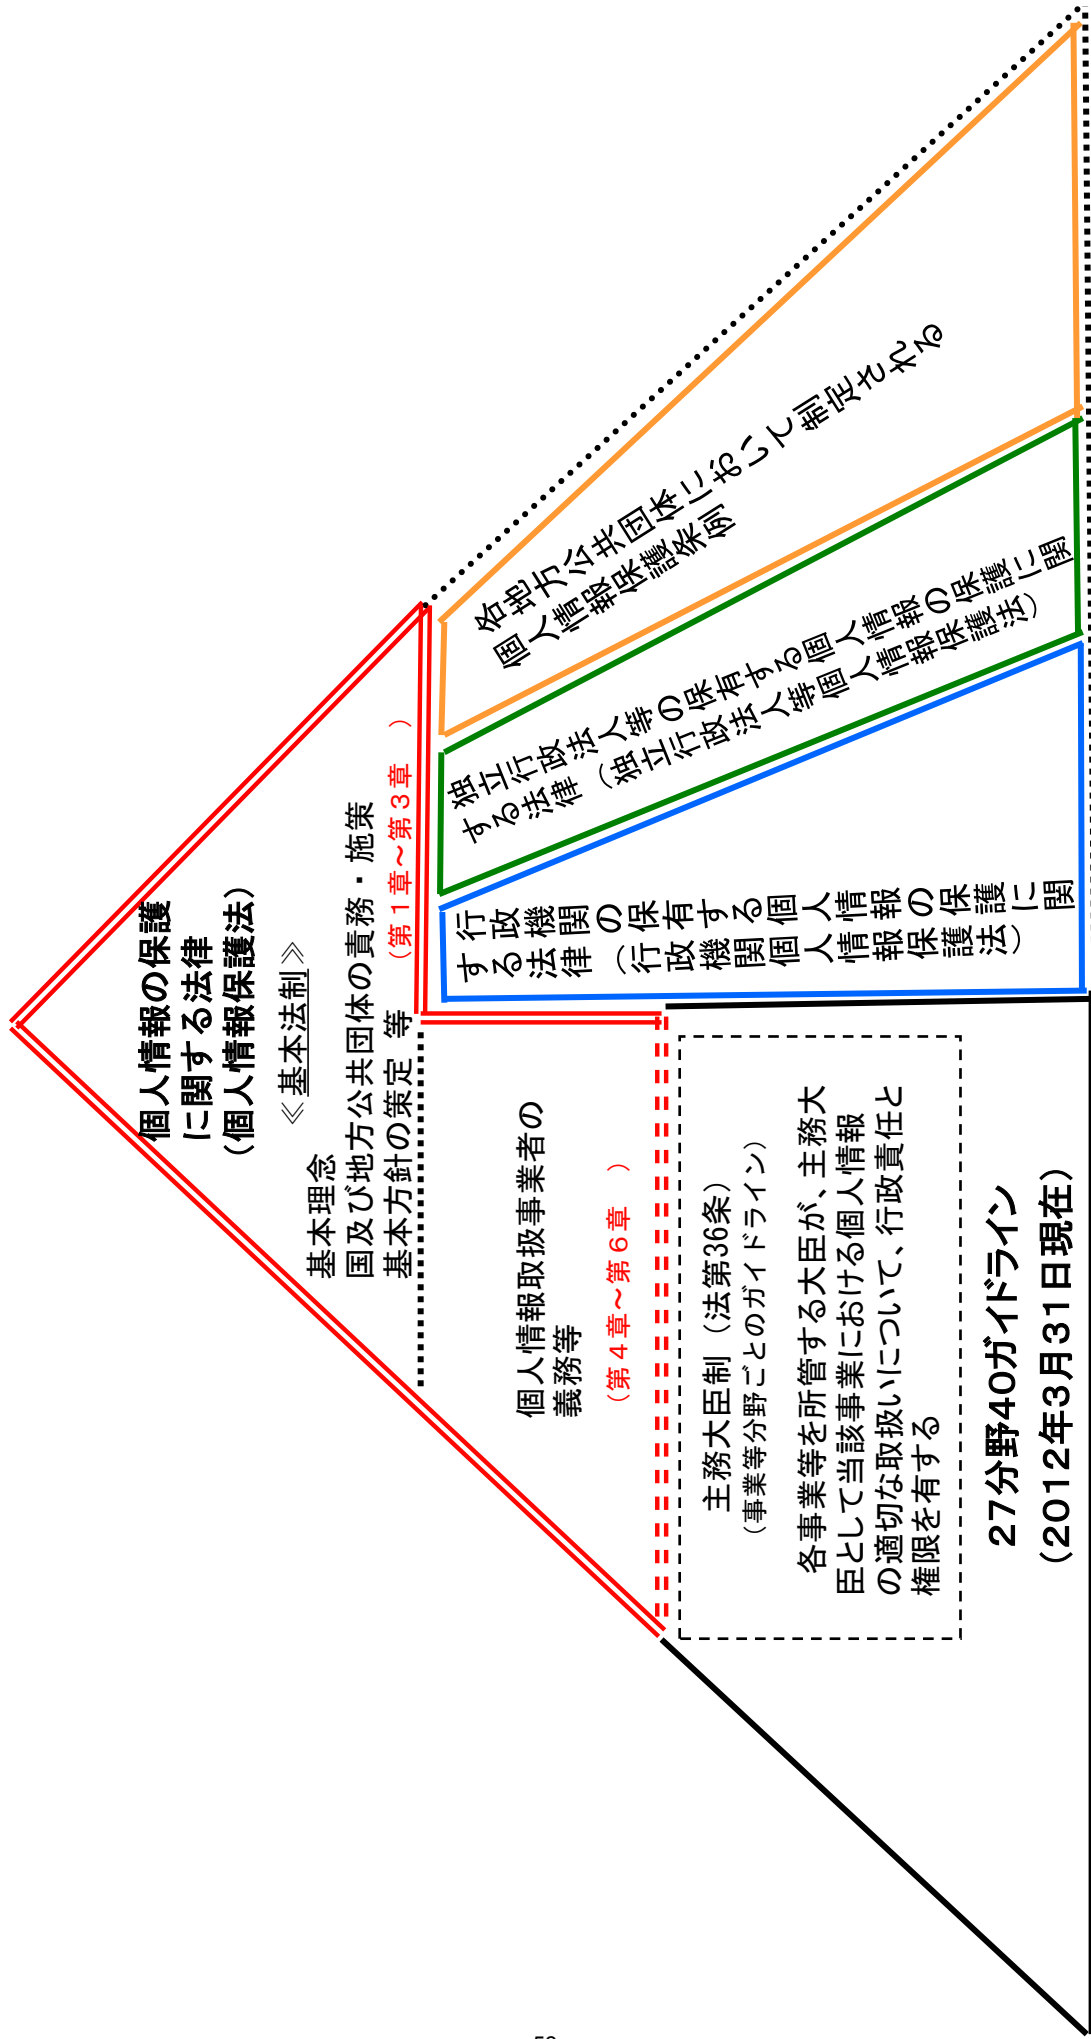 個人情報の保護
に関する法律
（個人情報保護法）
≪基本法制≫
基本理念
国及び地方公共団体の責務・施策
基本方針の策定 等
（第１章～第３章　）
個人情報取扱事業者の
義務等
（第４章～第６章　）
主務大臣制（法第36条）
（事業等分野ごとのガイドライン）
各事業等を所管する大臣が、主務大
臣として当該事業における個人情報
の適切な取扱いについて、行政責任と
権限を有する
27分野40ガイドライン
（2012年3月31日現在）
行政機関の保有する個人情報の保護に関
する法律（行政機関個人情報保護法）
独立行政法人等の保有する個人情報の保護に関
する法律（独立行政法人等個人情報保護法）
各地方公共団体において制定される
個人情報保護条例